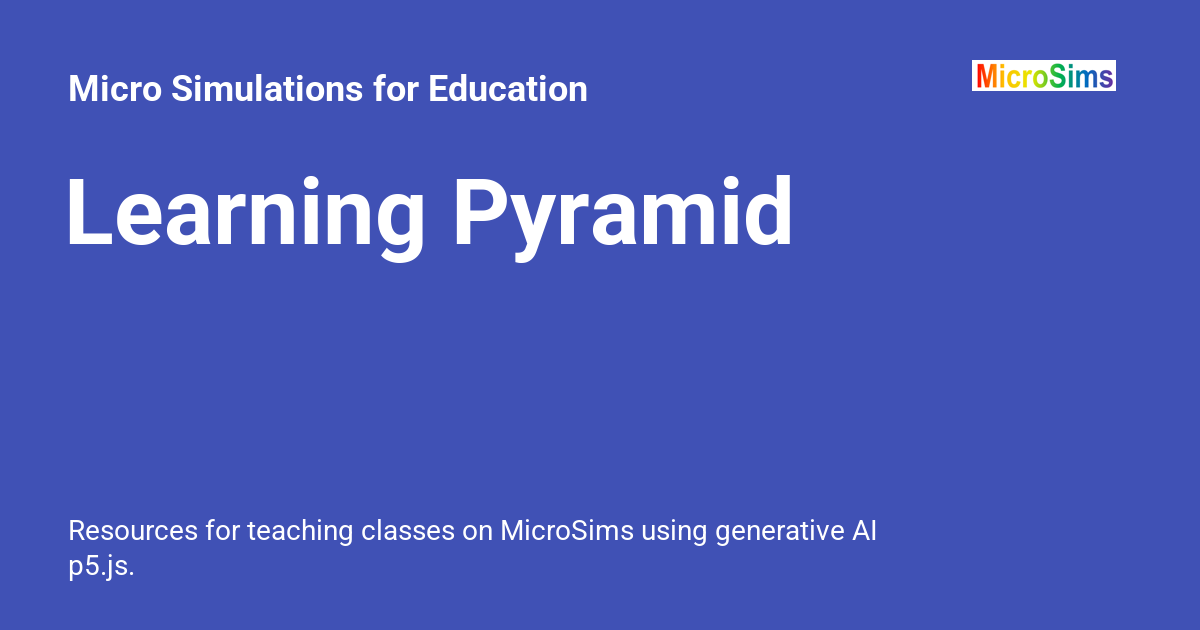 Micro Simulations for Education
MicroSims
Learning Pyramid
Resources for teaching classes on MicroSims using generative AI
p5.js.